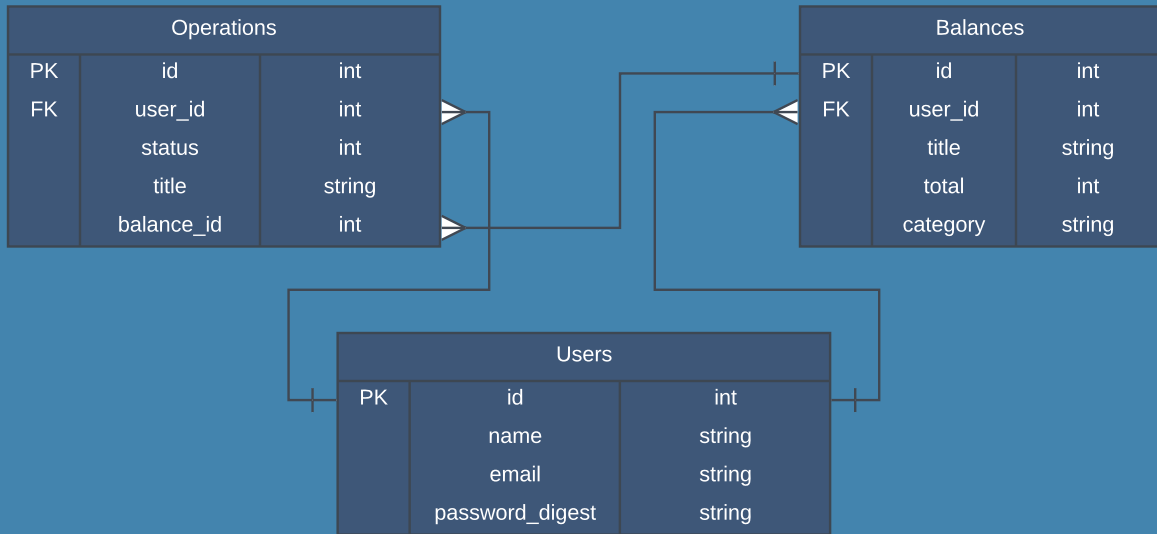 Operations
PK id int
FK user_id int
status int
title string
balance_id int
Balances
PK id int
FK user_id int
title string
total int
category string
Users
PK id int
name string
email string
password_digest string